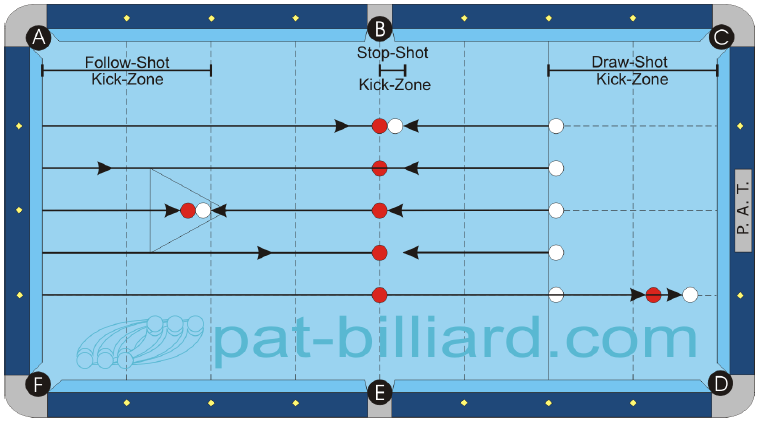 A
B
C
Follow-Shot
Kick-Zone
Stop-Shot
Kick-Zone
Draw-Shot
Kick-Zone
P. A. T.
pat-billiard.com
F
E
D